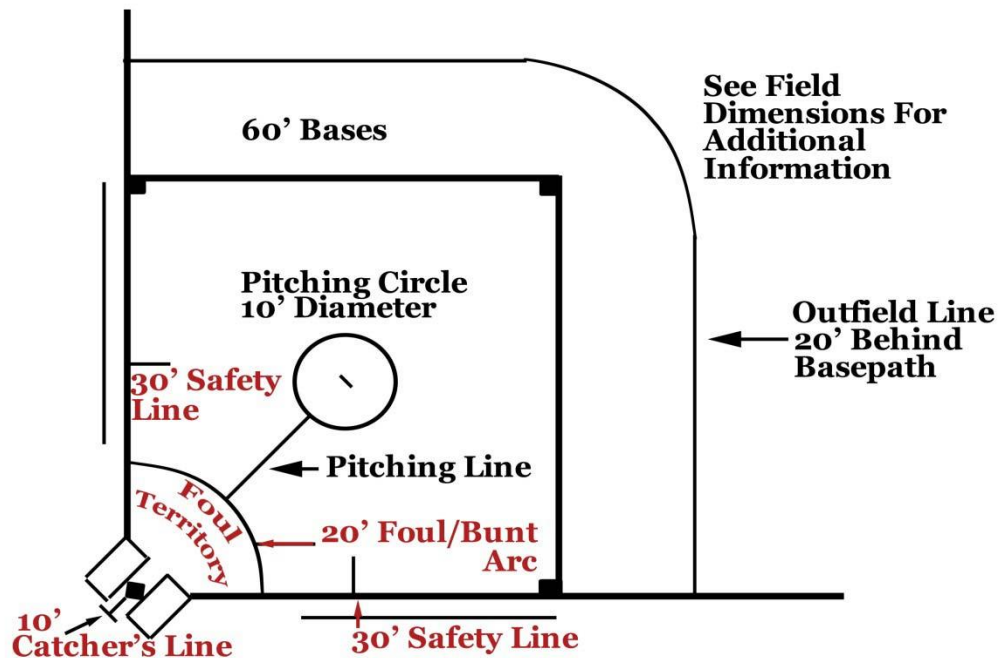 See Field
Dimensions For
Additional
Information
60’ Bases
Pitching Circle
10’ Diameter
Outfield Line
20’ Behind
Basepath
30’ Safety
Line
Pitching Line
Foul
Territory
20’ Foul/Bunt
Arc
10’
Catcher’s Line
30’ Safety Line